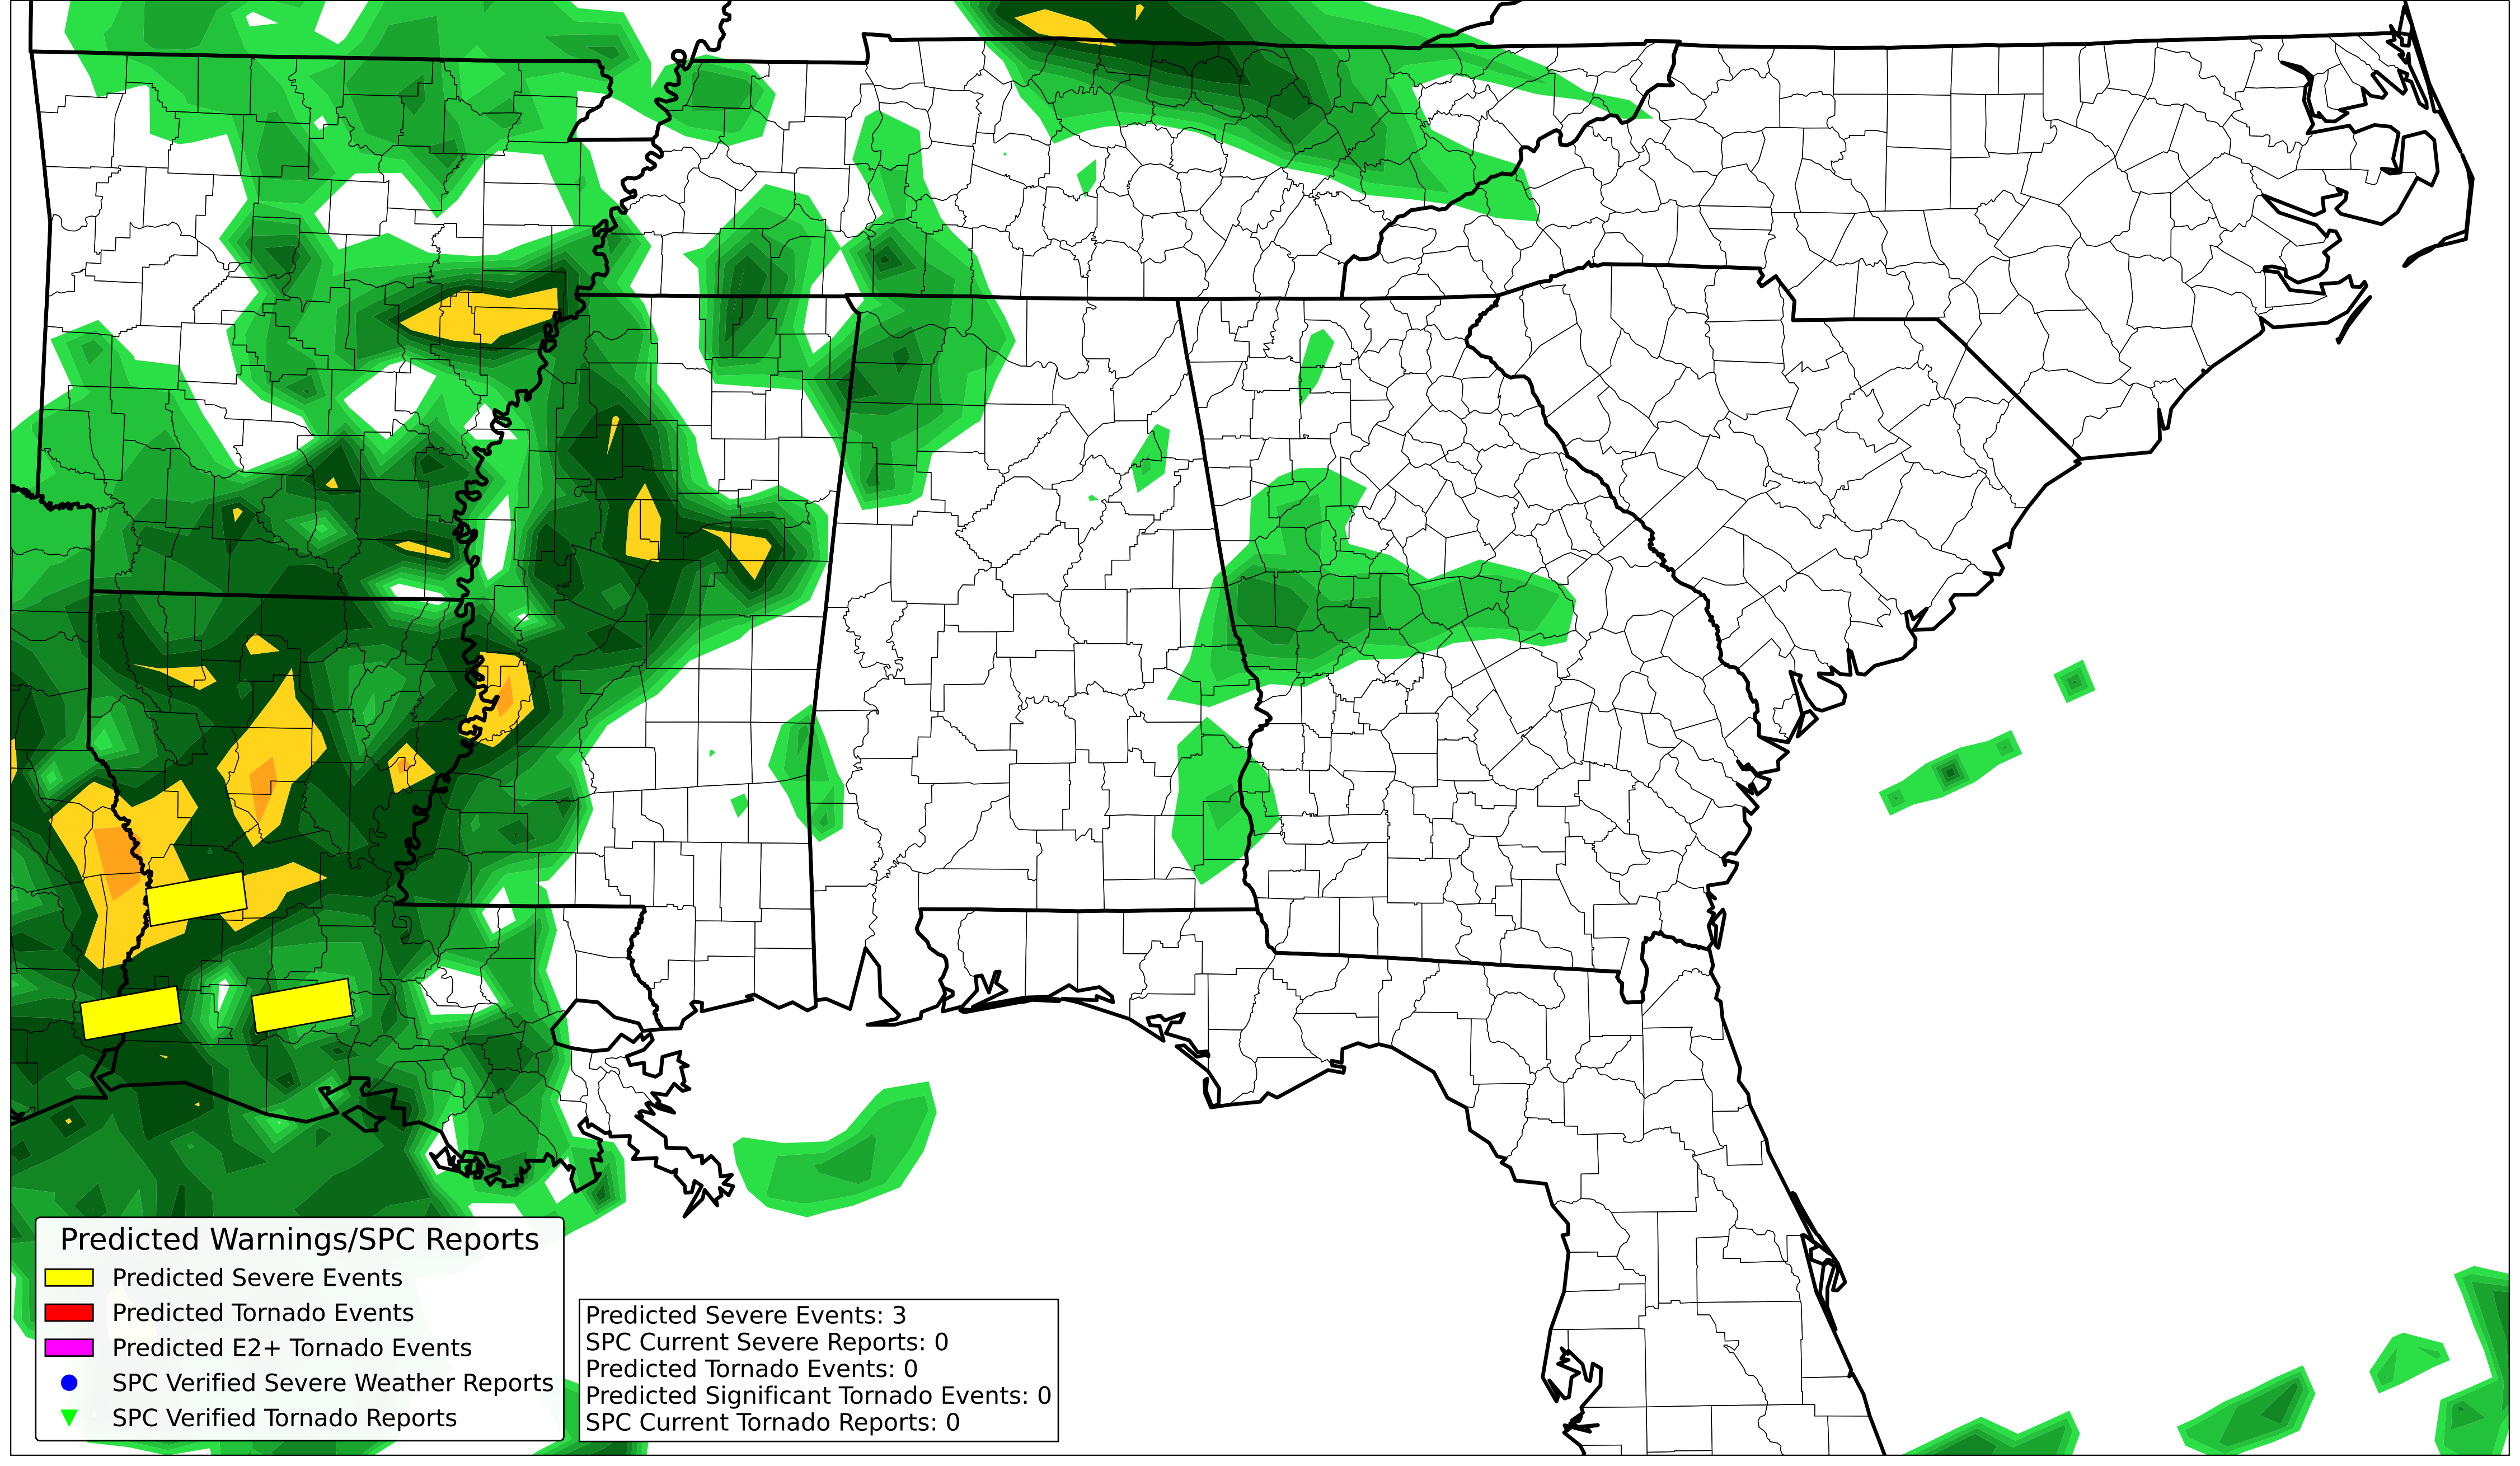 Predicted Warnings/SPC Reports
Predicted Severe Events
Predicted Tornado Events
Predicted E2+ Tornado Events
SPC Verified Severe Weather Reports
SPC Verified Tornado Reports
Predicted Severe Events: 3
SPC Current Severe Reports: 0
Predicted Tornado Events: 0
Predicted Significant Tornado Events: 0
SPC Current Tornado Reports: 0